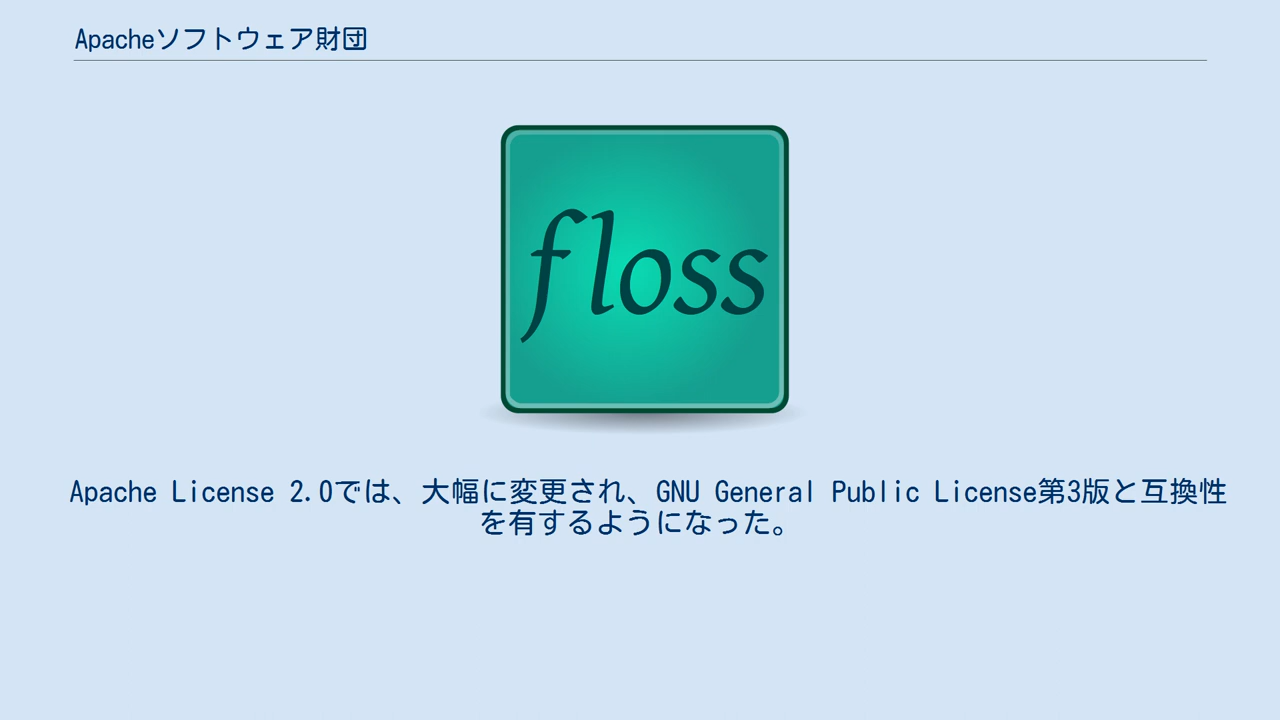 Apacheソフトウェア財団
floss
Apache License 2.0では、大幅に変更され、GNU General Public License第3版と互換性
を有するようになった。